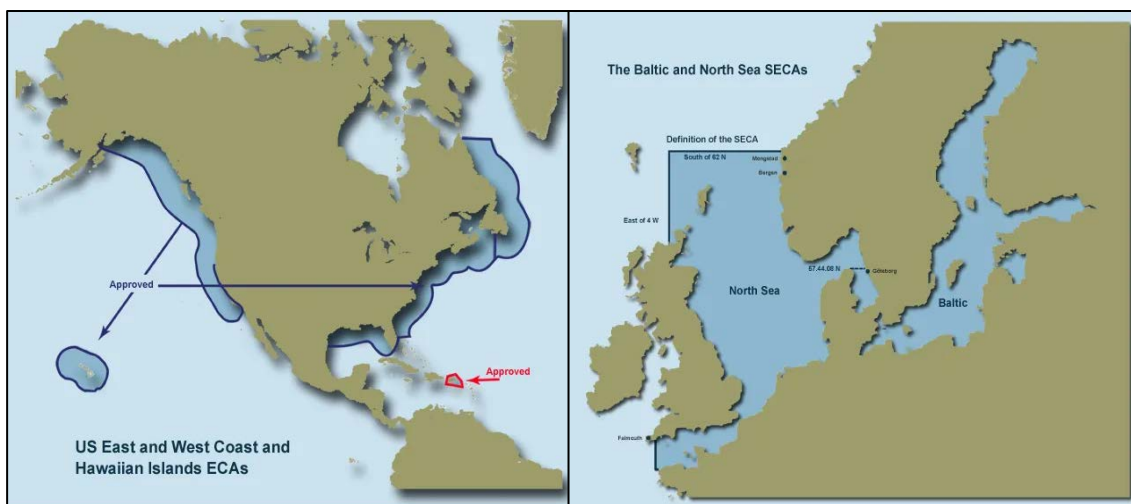 Approved
Approved
US East and West Coast and
Hawaiian Islands ECAs
The Baltic and North Sea SECAs
Definition of the SECA
South of 62 N
Mongstad
Bergen
East of 4 W
57.44.08 N
Göteborg
North Sea
Baltic
Falmouth